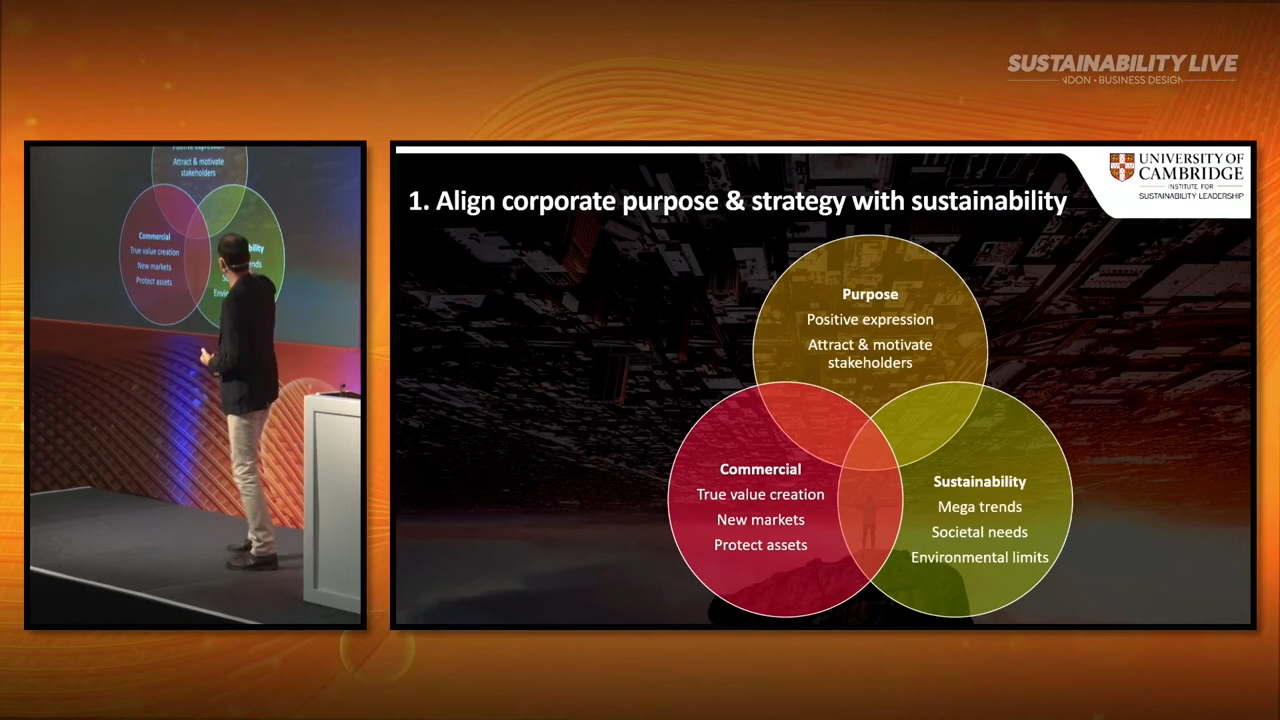 SUSTAINABILITY LIVE
NDON • BUSINESS DESIGN
Attract & motivate
stakeholders
Commercial
True value creation
New markets
Protect assets
UNIVERSITY OF
CAMBRIDGE
INSTITUTE FOR
SUSTAINABILITY LEADERSHIP
1. Align corporate purpose & strategy with sustainability
Purpose
Positive expression
Attract & motivate
stakeholders
Commercial
True value creation
New markets
Protect assets
Sustainability
Mega trends
Societal needs
Environmental limits